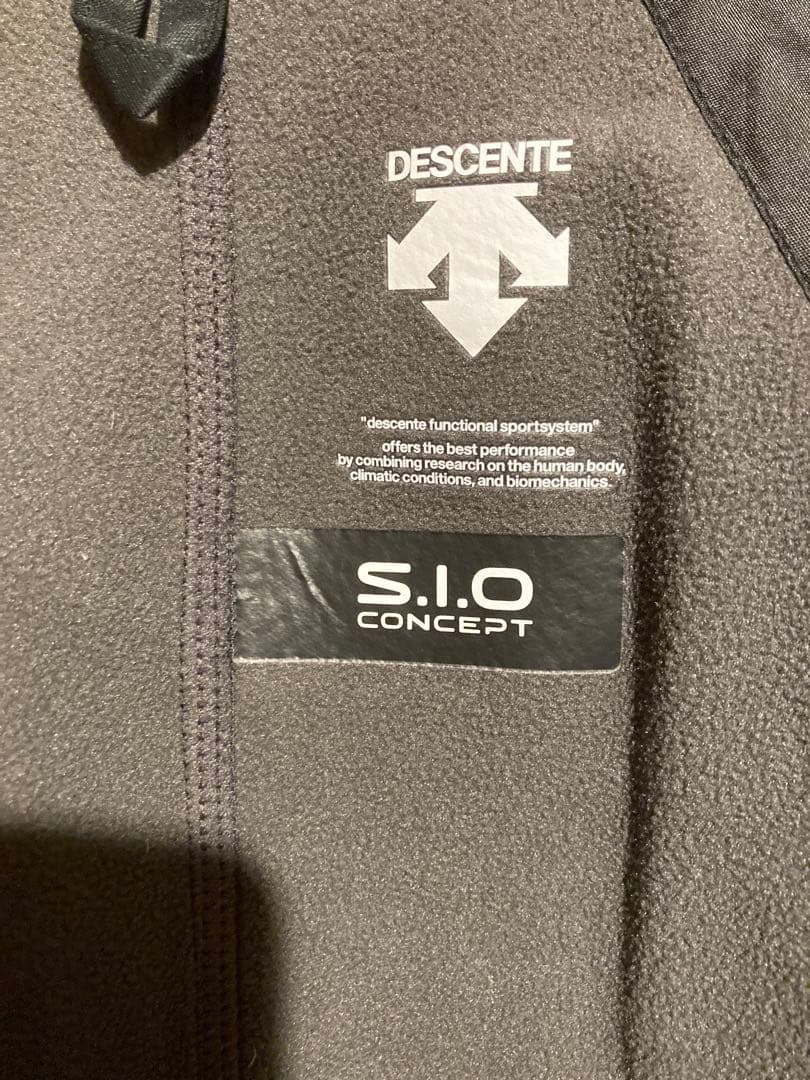 DESCENTE
"descente functional sportsystem"
offers the best performance
by combining research on the human body,
climatic conditions, and biomechanics.
S.I.O
CONCEPT